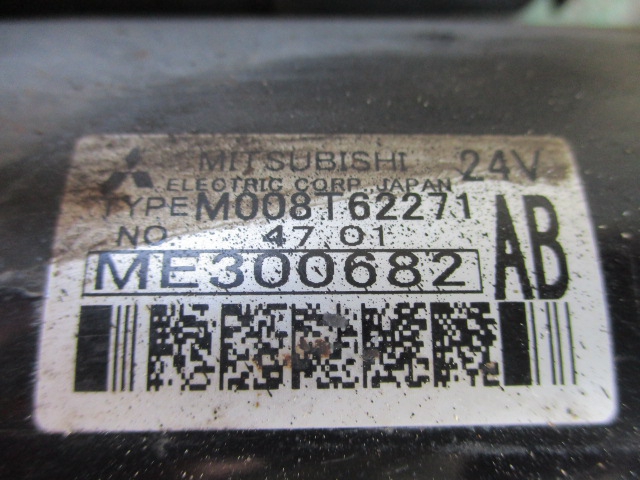 MITSUBISHI 24V
ELECTRIC CORP. JAPAN
TYPE M008T62271
NO. 47.01 AB
ME300682